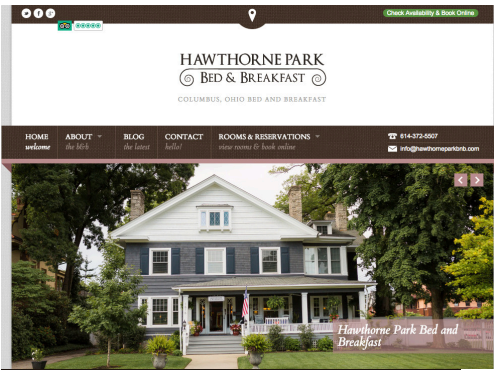 Check Availability & Book Online
HAWTHORNE PARK
BED & BREAKFAST
COLUMBUS, OHIO BED AND BREAKFAST
HOME ABOUT BLOG CONTACT ROOMS & RESERVATIONS
welcome the b&b the latest hello! view rooms & book online
614-372-5507
info@hawthorneparkbnb.com
Hawthorne Park Bed and
Breakfast